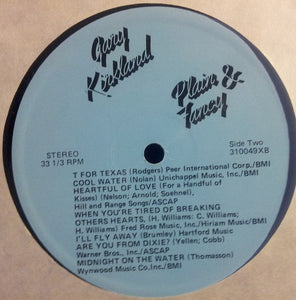 Gary
Kirkland
Plain &
Fancy
STEREO
33 1/3 RPM
Side Two
310049XB
T FOR TEXAS (Rodgers) Peer International Corp./BMI
COOL WATER (Nolan) Unichappel Music, Inc./BMI
HEARTFUL OF LOVE (For a Handful of
Kisses) (Nelson; Arnold; Soehnel),
Hill and Range Songs/ASCAP
WHEN YOU'RE TIRED OF BREAKING
OTHERS HEARTS, (H. Williams: C. Williams;
H. Williams) Fred Rose Music, Inc./Hiriam Music/BMI
I'LL FLY AWAY (Brumley) Hartford Music
ARE YOU FROM DIXIE? (Yellen; Cobb)
Warner Bros., Inc./ASCAP
MIDNIGHT ON THE WATER (Thomasson)
Wynwood Music Co.Inc./BMI